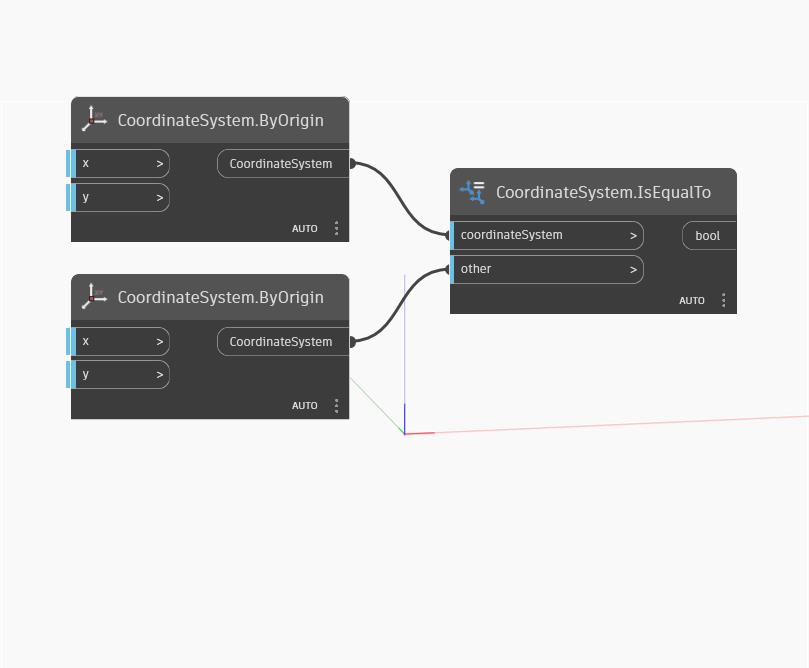 CoordinateSystem.ByOrigin
x > CoordinateSystem
y >
AUTO
CoordinateSystem.IsEqualTo
coordinateSystem > bool
other >
AUTO
CoordinateSystem.ByOrigin
x > CoordinateSystem
y >
AUTO